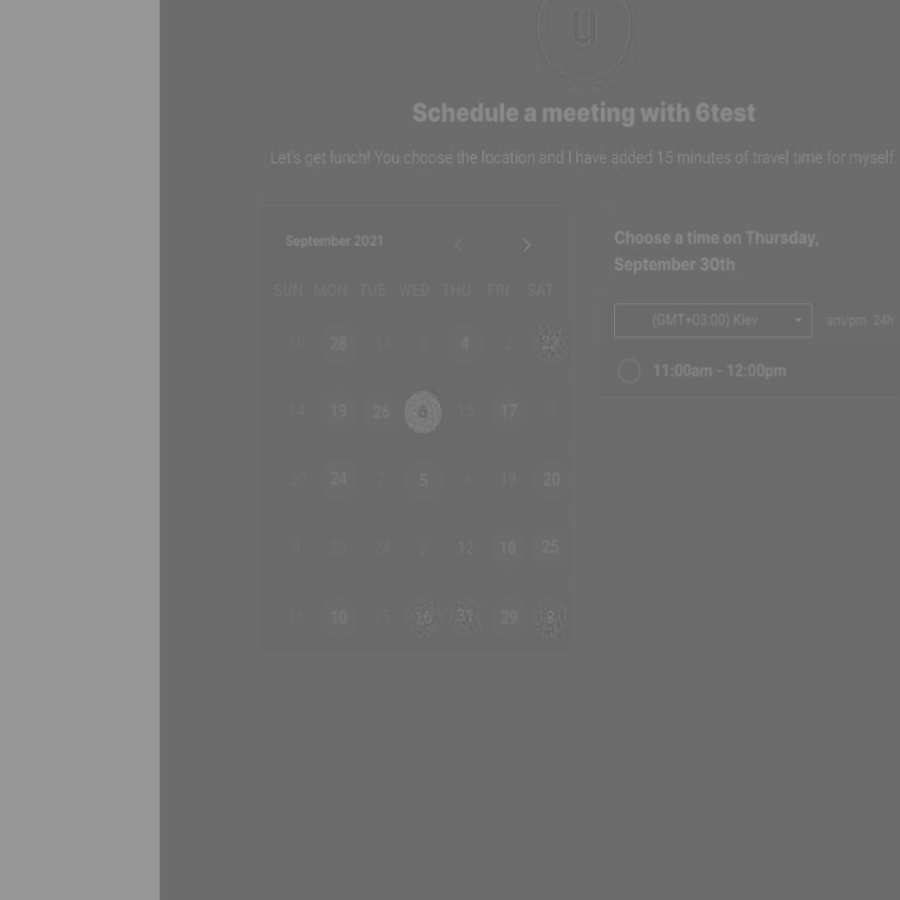 U
Schedule a meeting with 6test
Let's get lunch! You choose the location and I have added 15 minutes of travel time for myself.
September 2021
SUN MON TUE WED THU FRI SAT
10 28 13 3 4 2 22
14 19 26 6 15 17 3
30 24 7 5 6 19 20
23 24 2 12 18 25
16 10 25 16 31 29 8
Choose a time on Thursday,
September 30th
(GMT+03:00) Kiev am/pm 24h
11:00am - 12:00pm